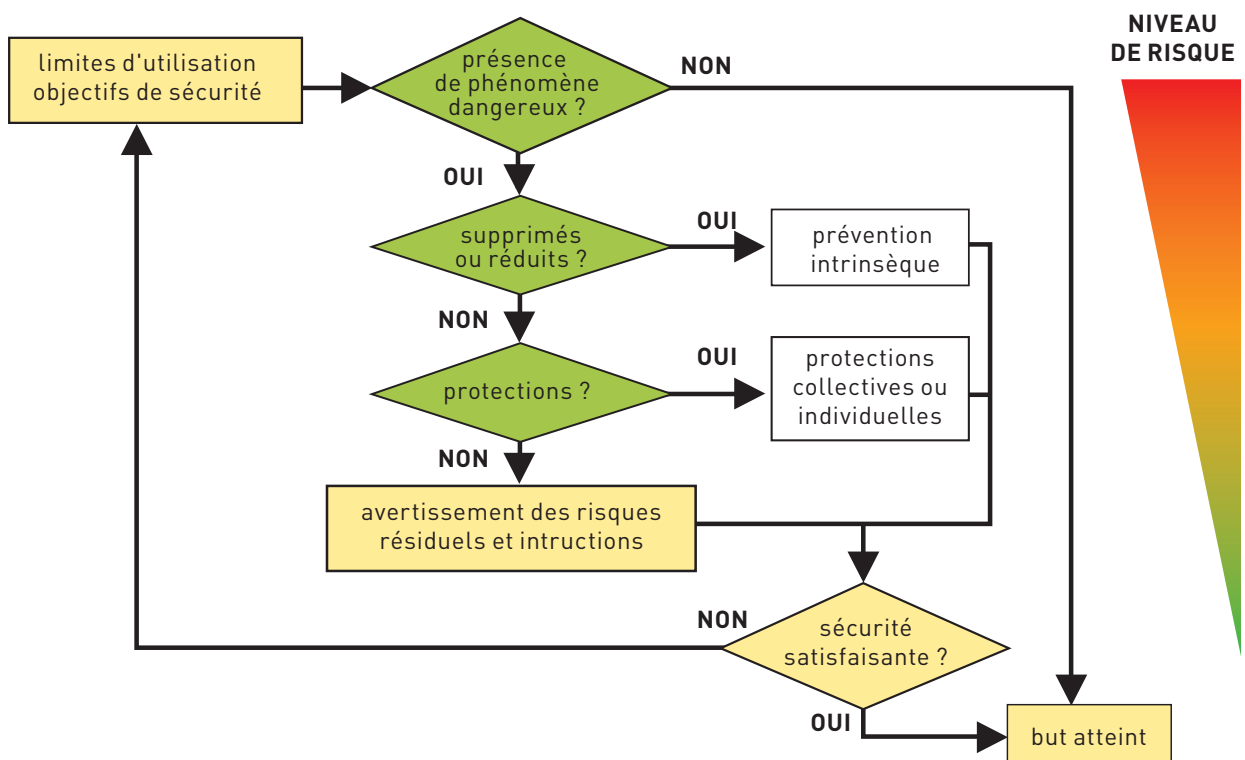 NIVEAU
DE RISQUE
limites d'utilisation
objectifs de sécurité
présence
de phénomène
dangereux ?
NON
OUI
supprimés
ou réduits ?
OUI
prévention
intrinsèque
NON
protections ?
OUI
protections
collectives ou
individuelles
NON
avertissement des risques
résiduels et intructions
NON
sécurité
satisfaisante ?
OUI
but atteint